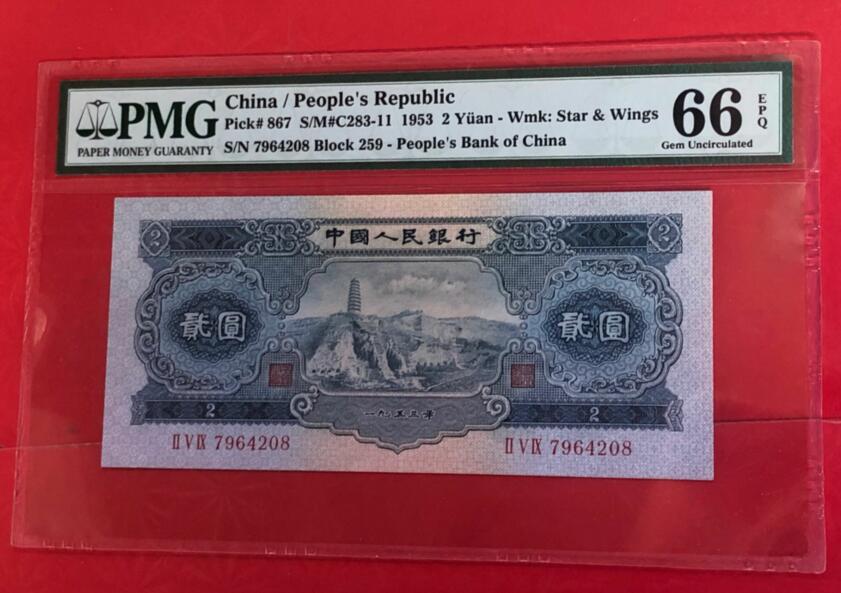 PMG
PAPER MONEY GUARANTY
China / People's Republic
Pick# 867 S/M#C283-11 1953 2 Yüan - Wmk: Star & Wings
S/N 7964208 Block 259 - People's Bank of China
66
EPQ
Gem Uncirculated
2 中國人民銀行 2
貳圓 貳圓
2 一九五三年 2
II V IX 7964208 II V IX 7964208